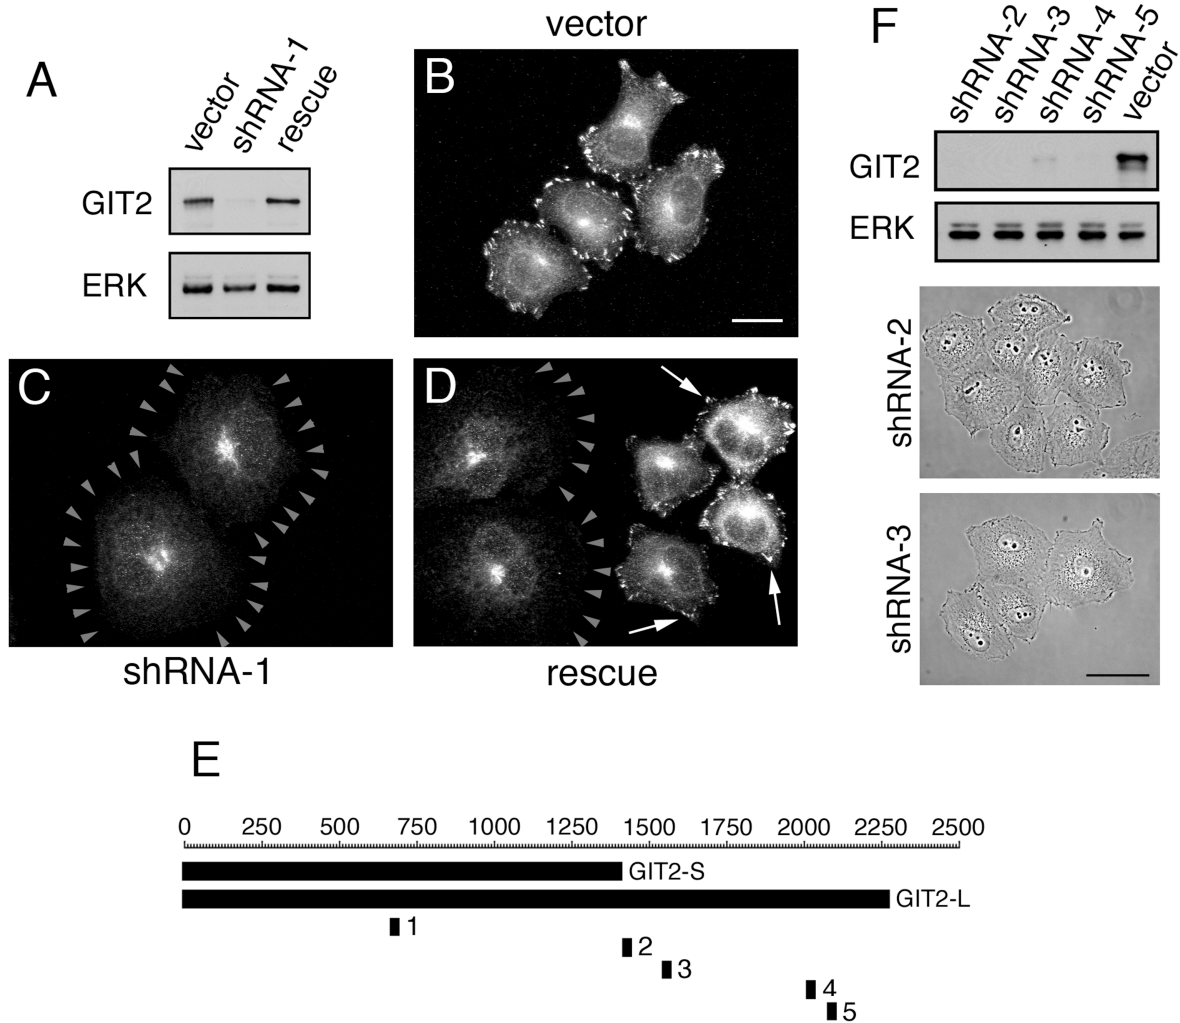 A
vector
shRNA-1
rescue
GIT2
ERK
vector
B
C
shRNA-1
D
rescue
F
shRNA-2
shRNA-3
shRNA-4
shRNA-5
vector
GIT2
ERK
shRNA-2
shRNA-3
E
0 250 500 750 1000 1250 1500 1750 2000 2250 2500
GIT2-S
GIT2-L
1
2
3
4
5